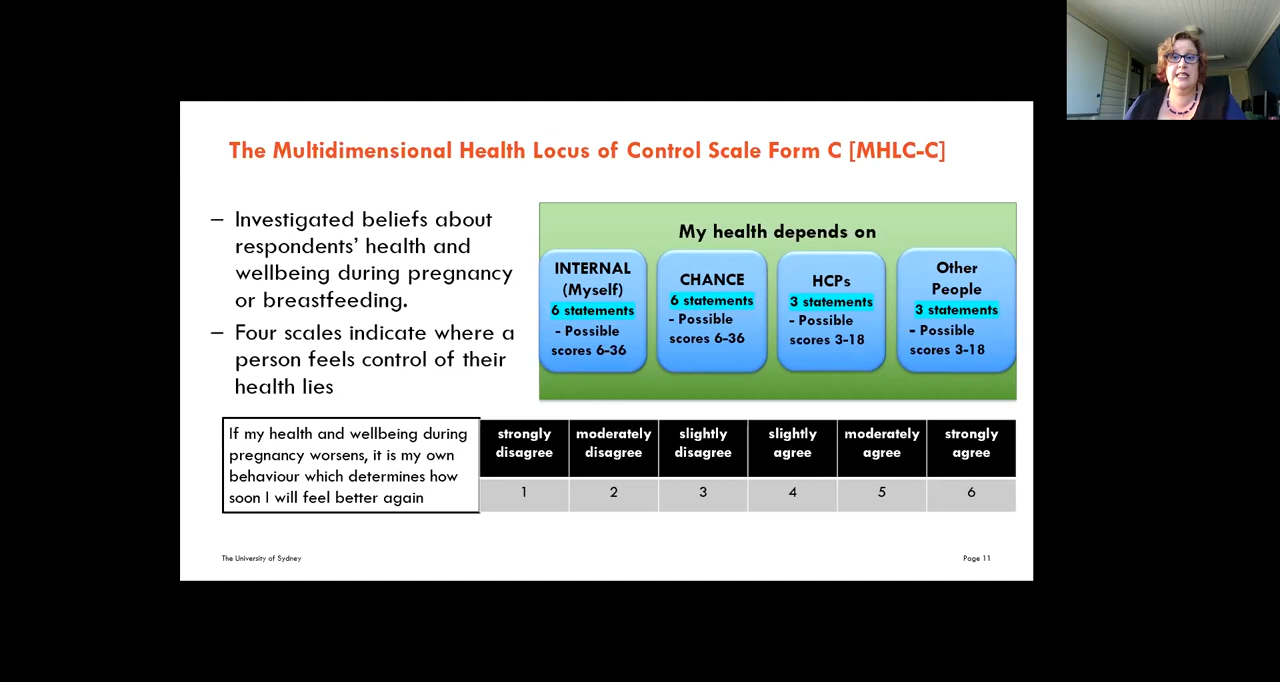 The Multidimensional Health Locus of Control Scale Form C [MHLC-C]
– Investigated beliefs about
respondents' health and
wellbeing during pregnancy
or breastfeeding.
– Four scales indicate where a
person feels control of their
health lies
My health depends on
INTERNAL
(Myself)
6 statements
- Possible
scores 6-36
CHANCE
6 statements
- Possible
scores 6-36
HCPs
3 statements
- Possible
scores 3-18
Other
People
3 statements
- Possible
scores 3-18
If my health and wellbeing during
pregnancy worsens, it is my own
behaviour which determines how
soon I will feel better again
strongly
disagree
moderately
disagree
slightly
disagree
slightly
agree
moderately
agree
strongly
agree
1 2 3 4 5 6
The University of Sydney
Page 11